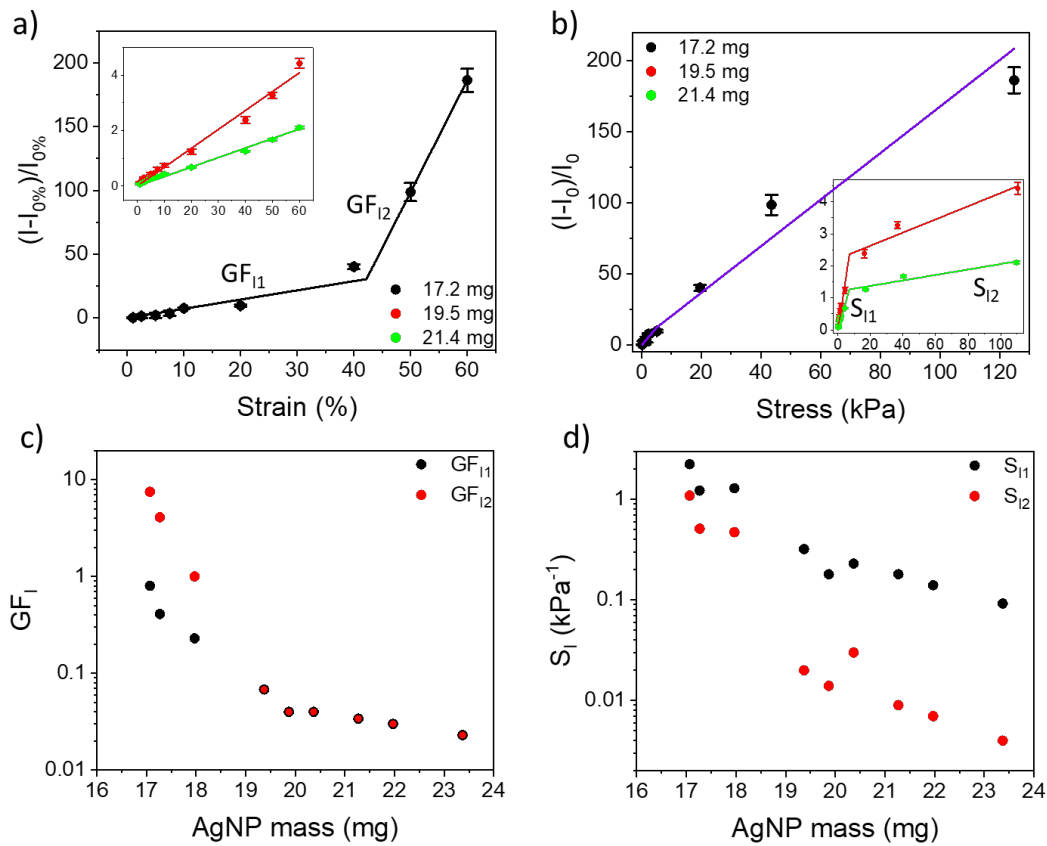 a)
(I-I0%)/I0%
200
150
100
50
0
0 10 20 30 40 50 60
Strain (%)
GFI1
GFI2
17.2 mg
19.5 mg
21.4 mg
4
2
0
0 10 20 30 40 50 60
b)
(I-I0)/I0
200
150
100
50
0
0 20 40 60 80 100 120
Stress (kPa)
17.2 mg
19.5 mg
21.4 mg
4
3
2
1
0
0 20 40 60 80 100
SI1
SI2
c)
GFI
10
1
0.1
0.01
16 17 18 19 20 21 22 23 24
AgNP mass (mg)
GFI1
GFI2
d)
SI (kPa-1)
1
0.1
0.01
16 17 18 19 20 21 22 23 24
AgNP mass (mg)
SI1
SI2